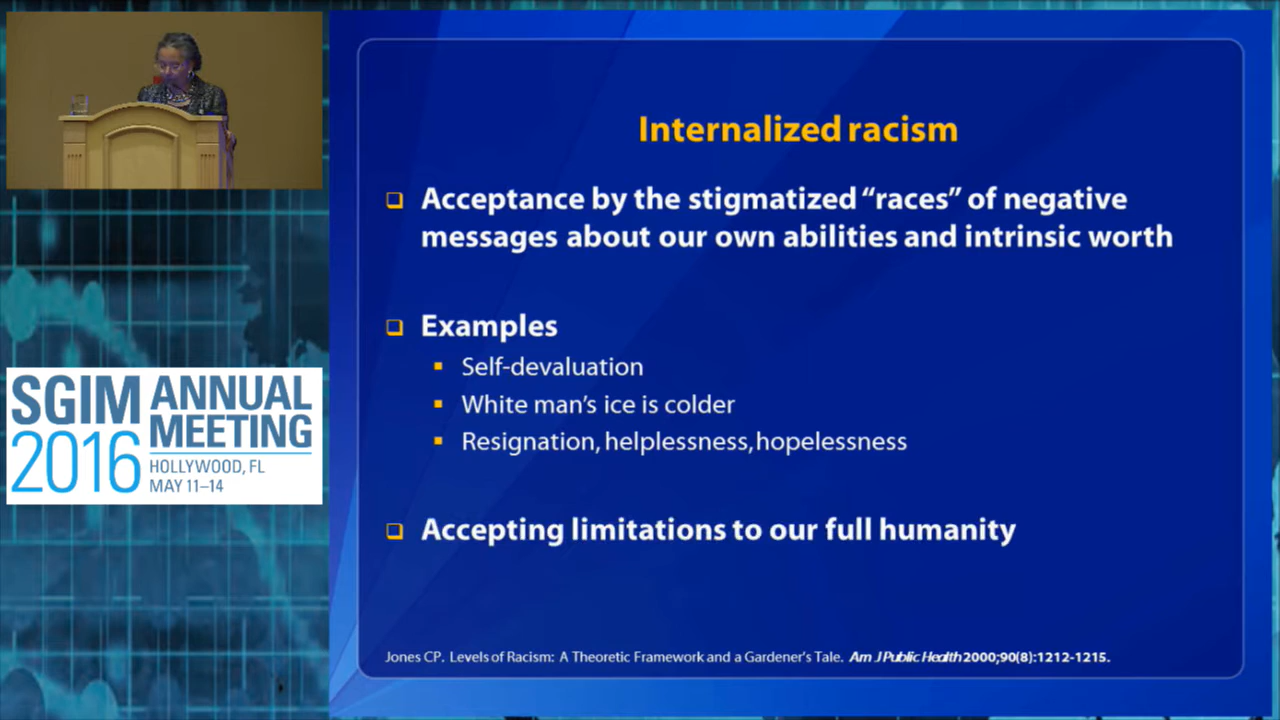 SGIM ANNUAL
2016 MEETING
HOLLYWOOD, FL
MAY 11–14
Internalized racism
Acceptance by the stigmatized “races” of negative
messages about our own abilities and intrinsic worth
Examples
Self-devaluation
White man’s ice is colder
Resignation, helplessness, hopelessness
Accepting limitations to our full humanity
Jones CP. Levels of Racism: A Theoretic Framework and a Gardener's Tale. Am J Public Health 2000;90(8):1212-1215.